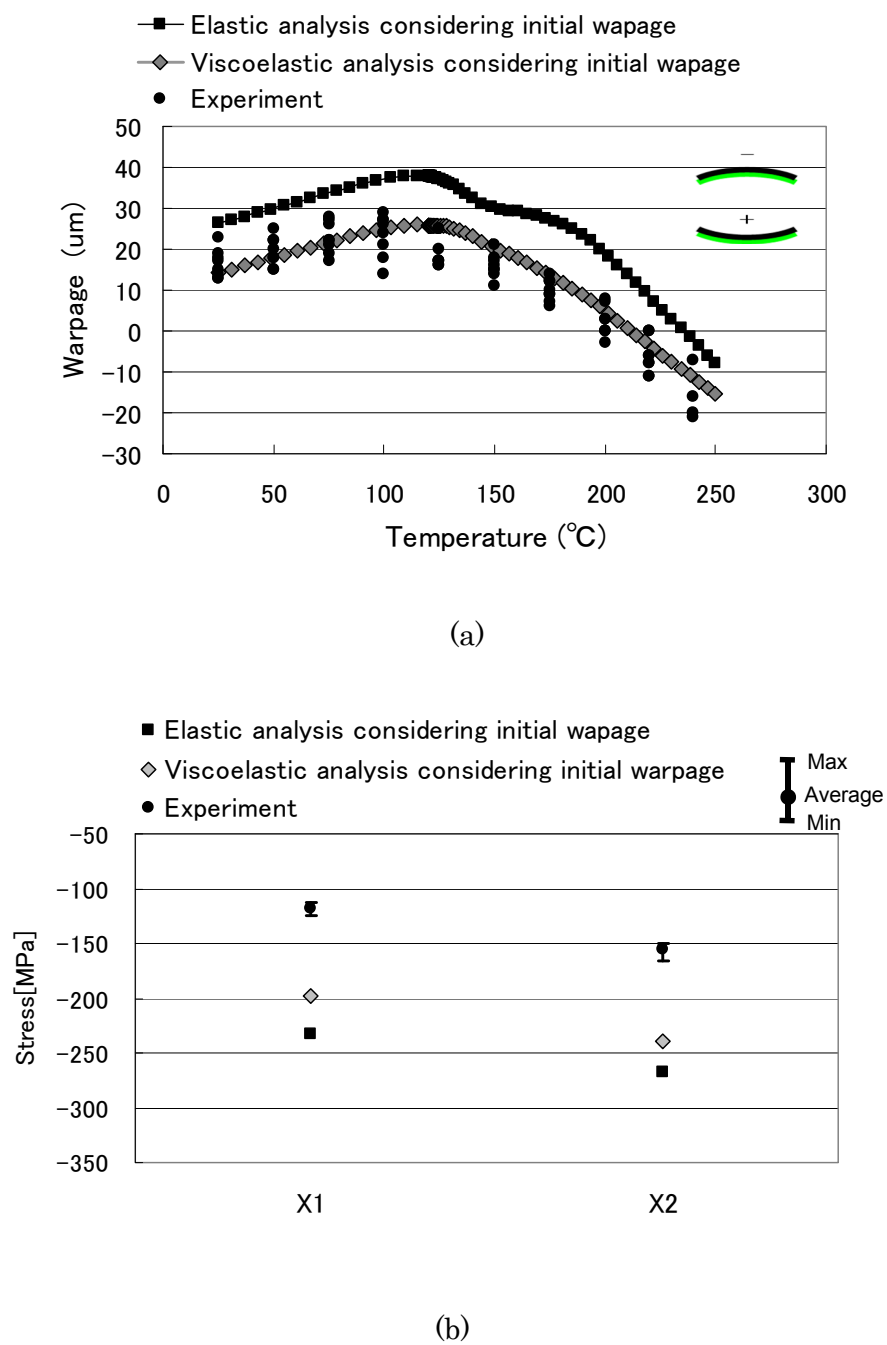 Elastic analysis considering initial wapage
Viscoelastic analysis considering initial wapage
Experiment
50
40
30
20
10
0
-10
-20
-30
Warpage (um)
−
+
0 50 100 150 200 250 300
Temperature (℃)
(a)
Elastic analysis considering initial wapage
Viscoelastic analysis considering initial warpage
Experiment
Max
Average
Min
-50
-100
-150
-200
-250
-300
-350
Stress[MPa]
X1 X2
(b)